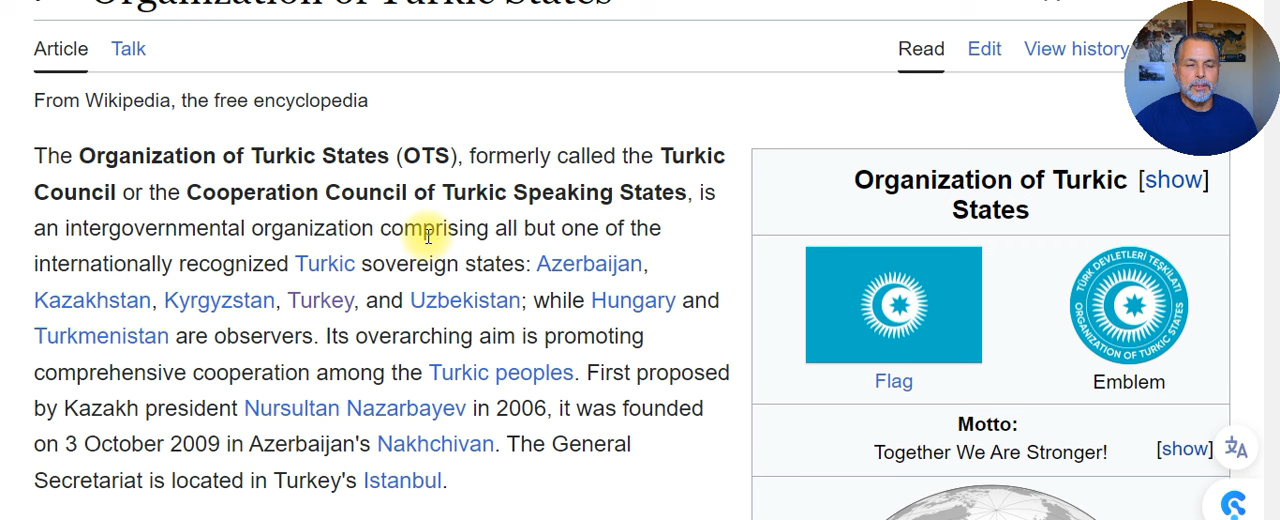 Organization of Turkic States
Article Talk Read Edit View history
From Wikipedia, the free encyclopedia
The Organization of Turkic States (OTS), formerly called the Turkic
Council or the Cooperation Council of Turkic Speaking States, is
an intergovernmental organization comprising all but one of the
internationally recognized Turkic sovereign states: Azerbaijan,
Kazakhstan, Kyrgyzstan, Turkey, and Uzbekistan; while Hungary and
Turkmenistan are observers. Its overarching aim is promoting
comprehensive cooperation among the Turkic peoples. First proposed
by Kazakh president Nursultan Nazarbayev in 2006, it was founded
on 3 October 2009 in Azerbaijan's Nakhchivan. The General
Secretariat is located in Turkey's Istanbul.
Organization of Turkic [show]
States
TÜRK DEVLETLERİ TEŞKİLATI
ORGANIZATION OF TURKIC STATES
Flag Emblem
Motto:
Together We Are Stronger! [show]